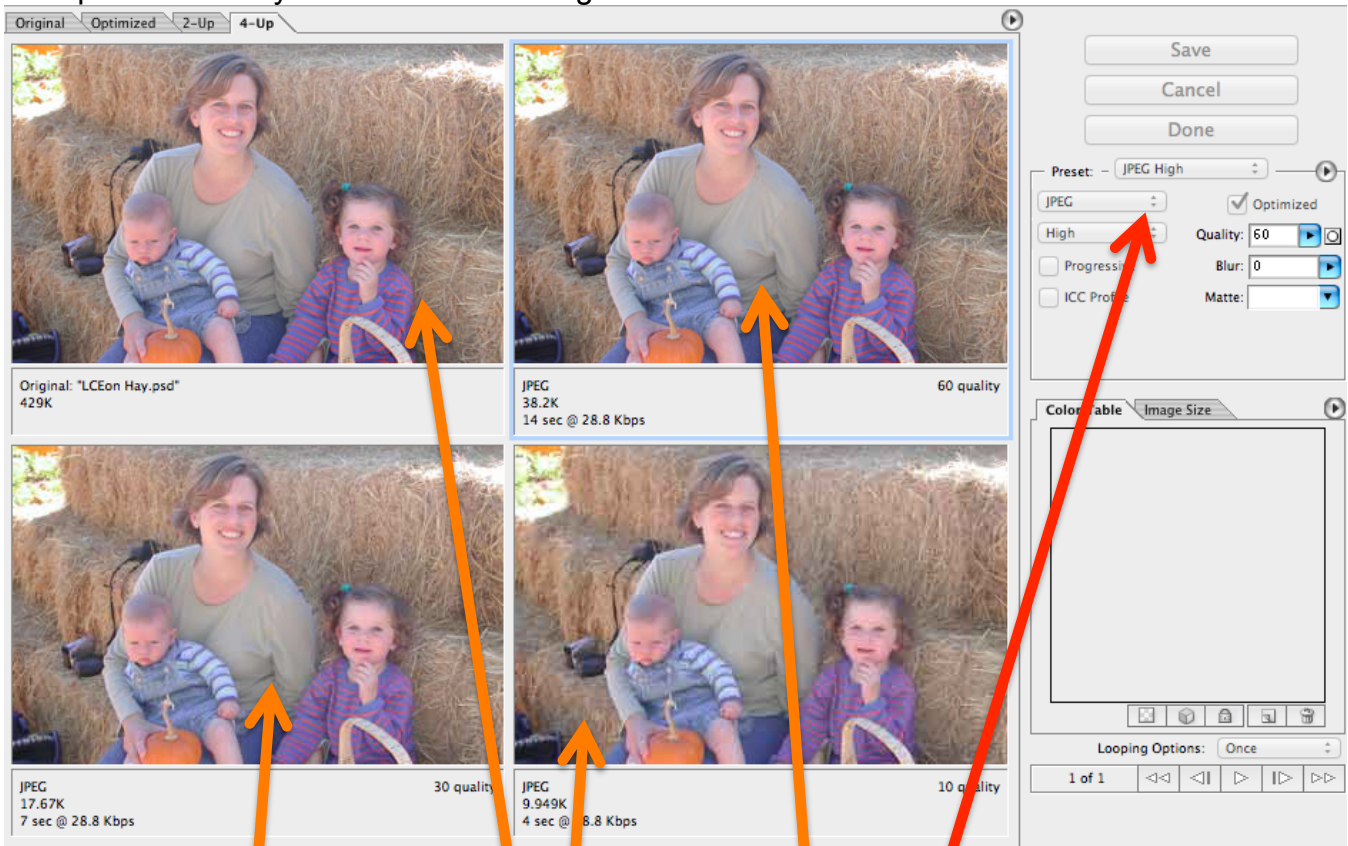 Original Optimized 2-Up 4-Up
Save
Cancel
Done
Preset: JPEG High
JPEG Optimized
High Quality: 60
Progressive Blur: 0
ICC Profile Matte:
Original: "LCEon Hay.psd"
429K
JPEG 60 quality
38.2K
14 sec @ 28.8 Kbps
Color Table Image Size
JPEG 30 quality
17.67K
7 sec @ 28.8 Kbps
JPEG 10 quality
9.949K
4 sec @ 28.8 Kbps
Looping Options: Once
1 of 1